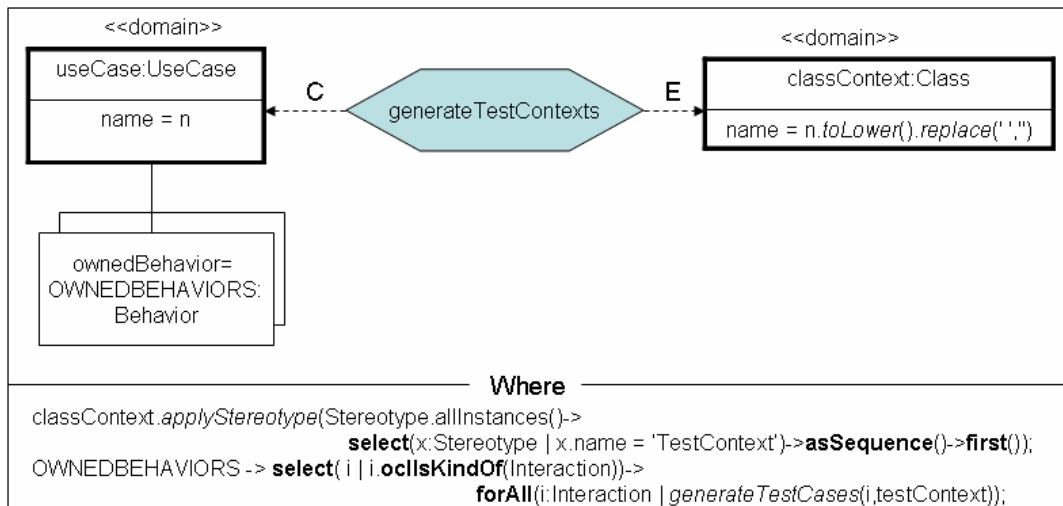 <<domain>>
useCase:UseCase
name = n
C
generateTestContexts
E
<<domain>>
classContext:Class
name = n.toLower().replace(' ','')
ownedBehavior=
OWNEDBEHAVIORS:
Behavior
Where
classContext.applyStereotype(Stereotype.allInstances()->
select(x:Stereotype | x.name = 'TestContext')->asSequence()->first());
OWNEDBEHAVIORS -> select( i | i.oclIsKindOf(Interaction))->
forAll(i:Interaction | generateTestCases(i,testContext));